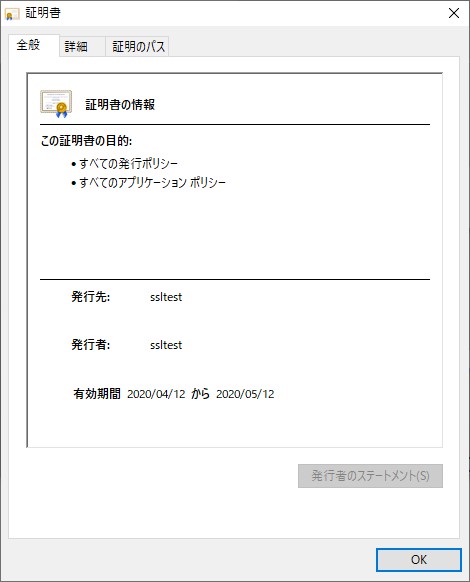 証明書
全般 詳細 証明のパス
証明書の情報
この証明書の目的:
• すべての発行ポリシー
• すべてのアプリケーション ポリシー
発行先: ssltest
発行者: ssltest
有効期間 2020/04/12 から 2020/05/12
発行者のステートメント(S)
OK